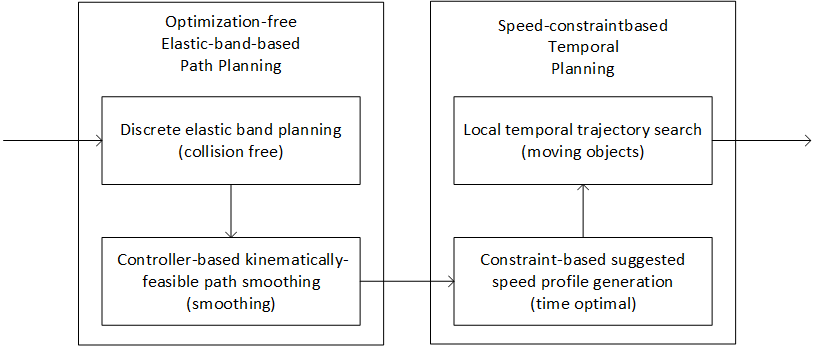 Optimization-free
Elastic-band-based
Path Planning
Discrete elastic band planning
(collision free)
Controller-based kinematically-
feasible path smoothing
(smoothing)
Speed-constraintbased
Temporal
Planning
Local temporal trajectory search
(moving objects)
Constraint-based suggested
speed profile generation
(time optimal)